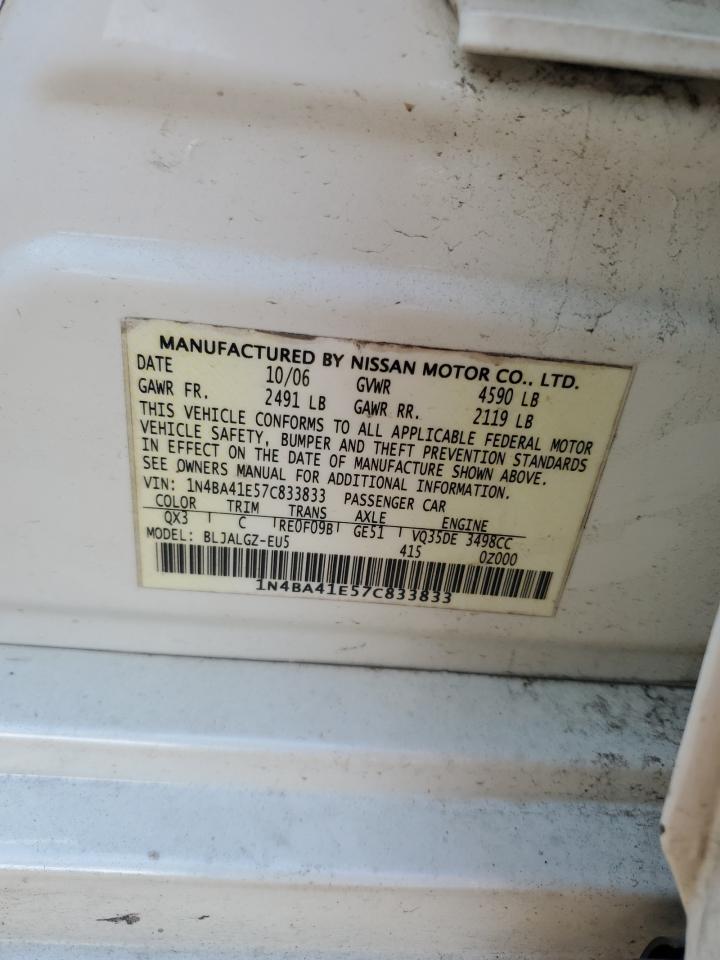 MANUFACTURED BY NISSAN MOTOR CO., LTD.
DATE 10/06 GVWR 4590 LB
GAWR FR. 2491 LB GAWR RR. 2119 LB
THIS VEHICLE CONFORMS TO ALL APPLICABLE FEDERAL MOTOR
VEHICLE SAFETY, BUMPER AND THEFT PREVENTION STANDARDS
IN EFFECT ON THE DATE OF MANUFACTURE SHOWN ABOVE.
SEE OWNERS MANUAL FOR ADDITIONAL INFORMATION.
VIN: 1N4BA41E57C833833 PASSENGER CAR
COLOR TRIM TRANS AXLE ENGINE
QX3 C RE0F09B GE51 VQ35DE 3498CC
MODEL: BLJALGZ-EU5 415 0Z000
1N4BA41E57C833833